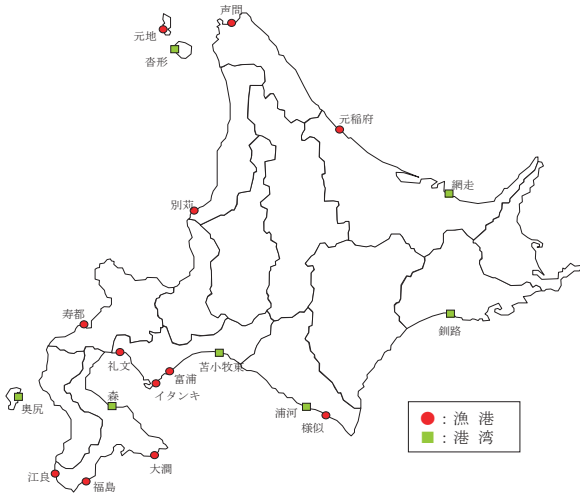 声問
元地
沓形
元稲府
網走
別苅
寿都
釧路
礼文
富浦
苫小牧東
イタンキ
奥尻
森
浦河
様似
大澗
江良
福島
：漁 港
：港 湾